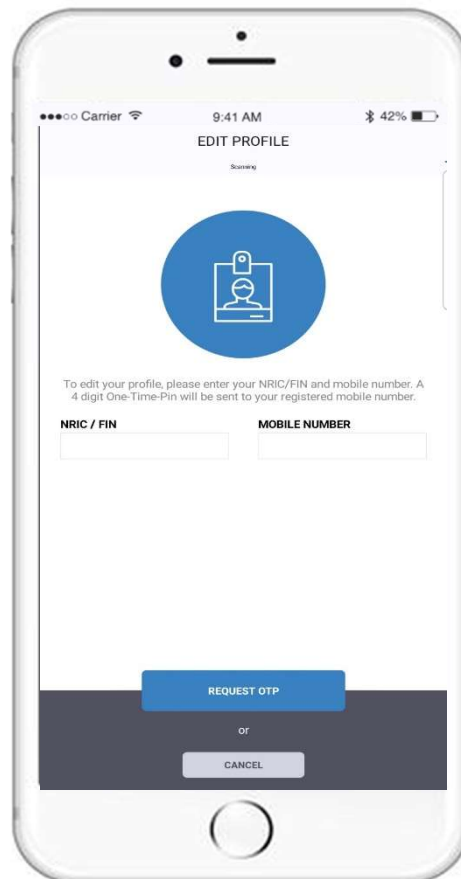 Carrier 9:41 AM 42%
EDIT PROFILE
Scanning
To edit your profile, please enter your NRIC/FIN and mobile number. A
4 digit One-Time-Pin will be sent to your registered mobile number.
NRIC / FIN MOBILE NUMBER
REQUEST OTP
or
CANCEL